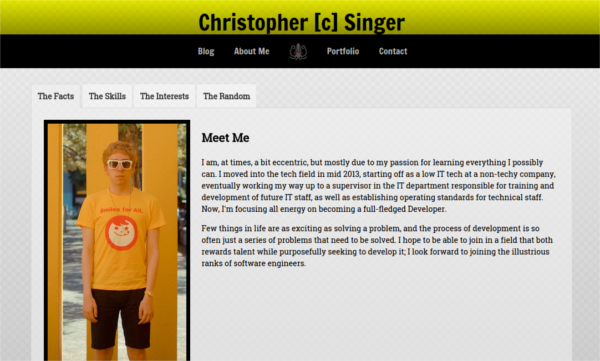 Christopher [c] Singer
Blog About Me Portfolio Contact
The Facts The Skills The Interests The Random
Meet Me
I am, at times, a bit eccentric, but mostly due to my passion for learning everything I possibly
can. I moved into the tech field in mid 2013, starting off as a low IT tech at a non-techy company,
eventually working my way up to a supervisor in the IT department responsible for training and
development of future IT staff, as well as establishing operating standards for technical staff.
Now, I'm focusing all energy on becoming a full-fledged Developer.
Few things in life are as exciting as solving a problem, and the process of development is so
often just a series of problems that need to be solved. I hope to be able to join in a field that both
rewards talent while purposefully seeking to develop it; I look forward to joining the illustrious
ranks of software engineers.
Smiles For All.